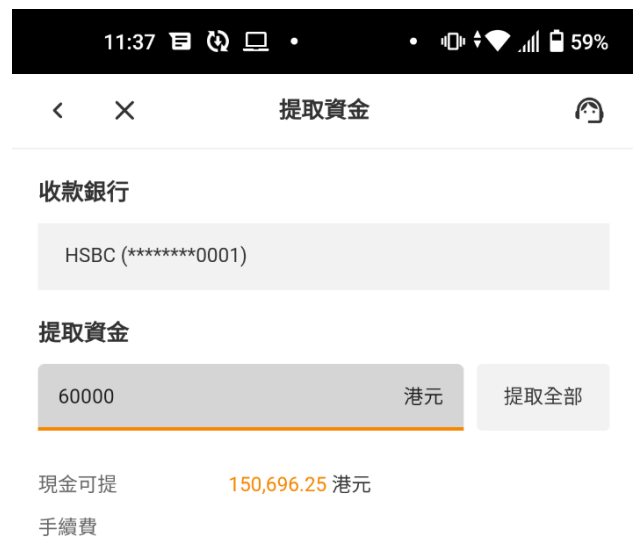 11:37 59%
提取資金
收款銀行
HSBC (********0001)
提取資金
60000 港元 提取全部
現金可提 150,696.25 港元
手續費